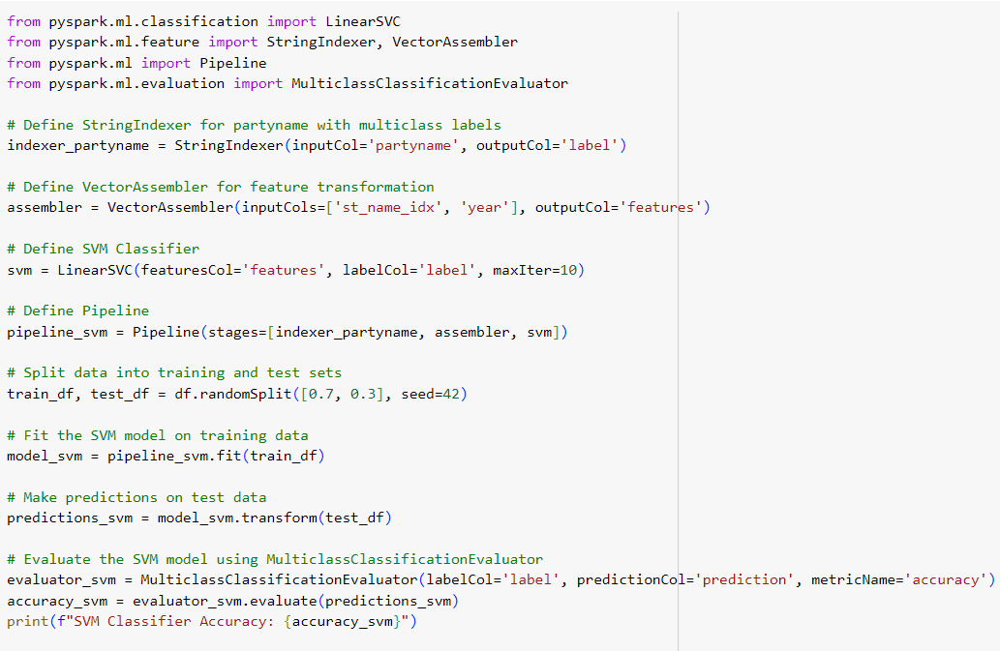 from pyspark.ml.classification import LinearSVC
from pyspark.ml.feature import StringIndexer, VectorAssembler
from pyspark.ml import Pipeline
from pyspark.ml.evaluation import MulticlassClassificationEvaluator
# Define StringIndexer for partyname with multiclass labels
indexer_partyname = StringIndexer(inputCol='partyname', outputCol='label')
# Define VectorAssembler for feature transformation
assembler = VectorAssembler(inputCols=['st_name_idx', 'year'], outputCol='features')
# Define SVM Classifier
svm = LinearSVC(featuresCol='features', labelCol='label', maxIter=10)
# Define Pipeline
pipeline_svm = Pipeline(stages=[indexer_partyname, assembler, svm])
# Split data into training and test sets
train_df, test_df = df.randomSplit([0.7, 0.3], seed=42)
# Fit the SVM model on training data
model_svm = pipeline_svm.fit(train_df)
# Make predictions on test data
predictions_svm = model_svm.transform(test_df)
# Evaluate the SVM model using MulticlassClassificationEvaluator
evaluator_svm = MulticlassClassificationEvaluator(labelCol='label', predictionCol='prediction', metricName='accuracy')
accuracy_svm = evaluator_svm.evaluate(predictions_svm)
print(f"SVM Classifier Accuracy: {accuracy_svm}")